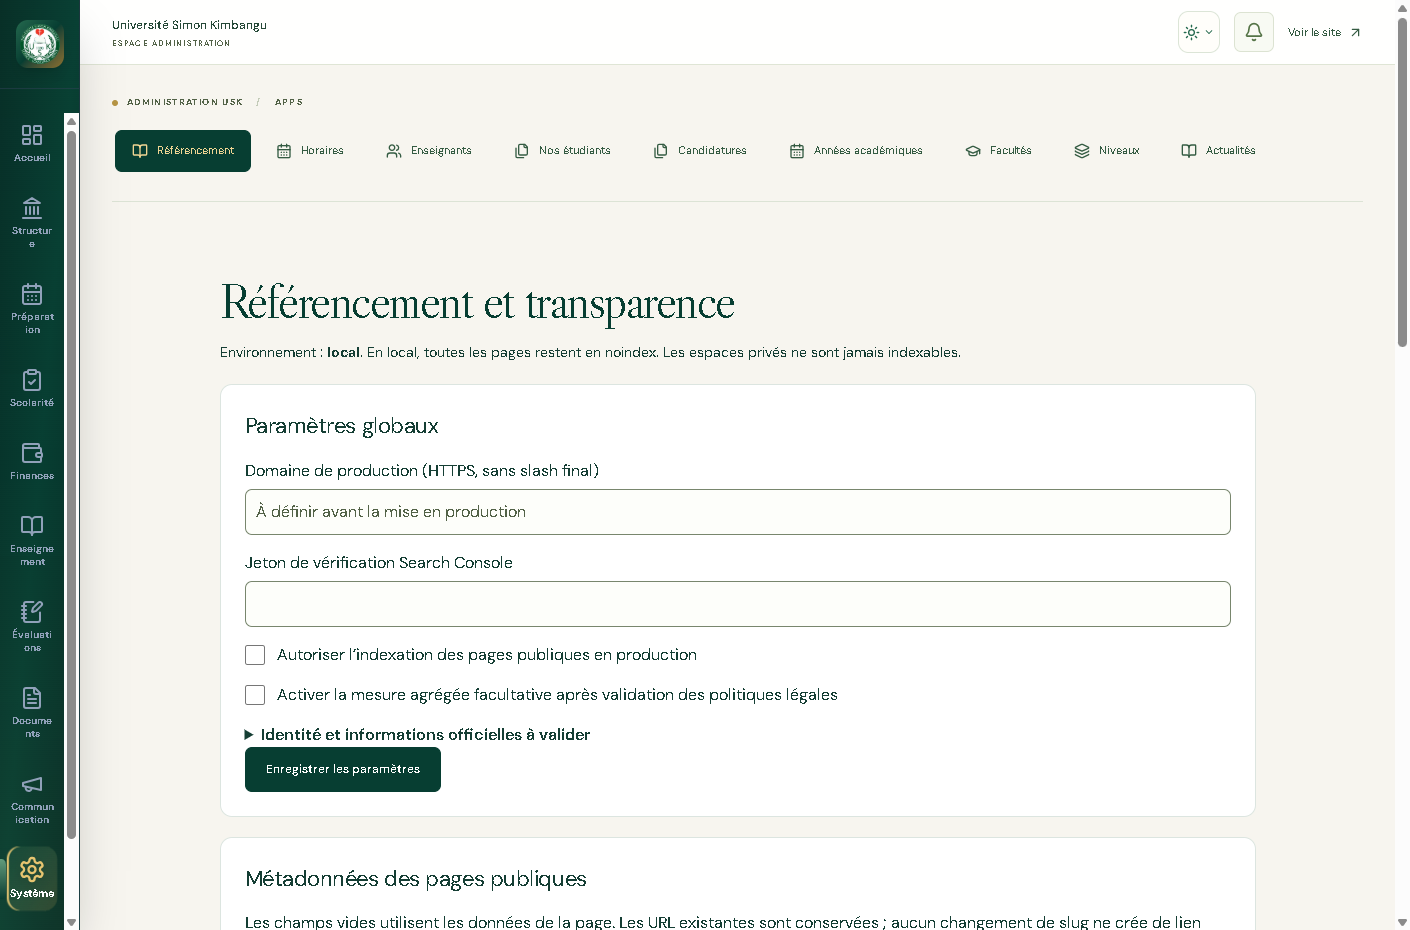 Université Simon Kimbangu
ESPACE ADMINISTRATION
Voir le site
Accueil
Structur
e
Préparat
ion
Scolarité
Finances
Enseigne
ment
Évaluati
ons
Docume
nts
Commun
ication
Système
ADMINISTRATION USK / APPS
Référencement Horaires Enseignants Nos étudiants Candidatures Années académiques Facultés Niveaux Actualités
Référencement et transparence
Environnement : local. En local, toutes les pages restent en noindex. Les espaces privés ne sont jamais indexables.
Paramètres globaux
Domaine de production (HTTPS, sans slash final)
À définir avant la mise en production
Jeton de vérification Search Console
Autoriser l’indexation des pages publiques en production
Activer la mesure agrégée facultative après validation des politiques légales
Identité et informations officielles à valider
Enregistrer les paramètres
Métadonnées des pages publiques
Les champs vides utilisent les données de la page. Les URL existantes sont conservées ; aucun changement de slug ne crée de lien